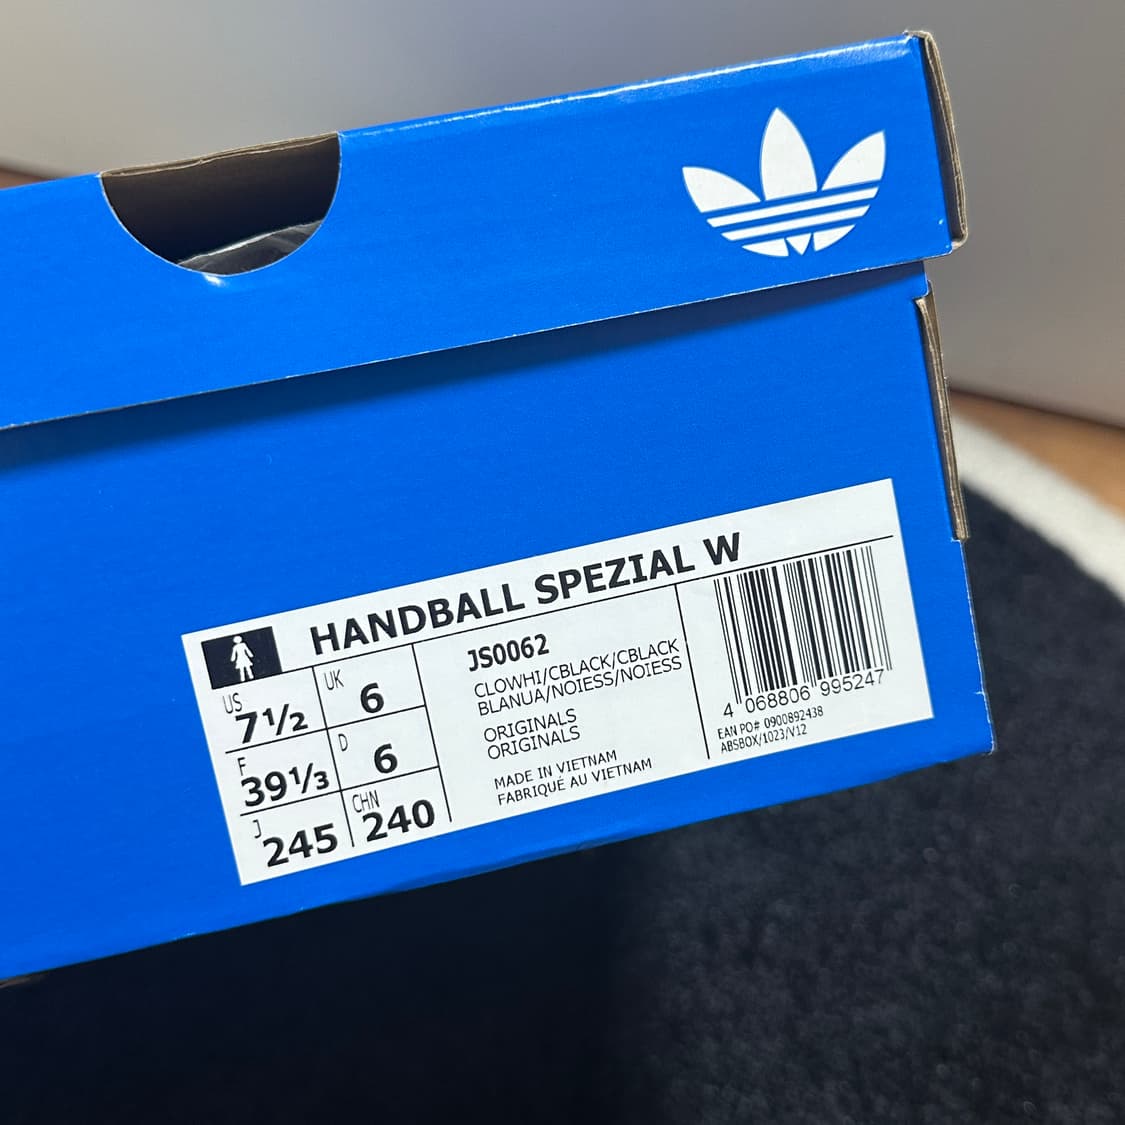 HANDBALL SPEZIAL W
US
7½
UK
6
F
39⅓
D
6
J
245
CHN
240
JS0062
CLOWHI/CBLACK/CBLACK
BLANUA/NOIESS/NOIESS
ORIGINALS
ORIGINALS
MADE IN VIETNAM
FABRIQUÉ AU VIETNAM
4 068806 995247
EAN PO# 0900892438
ABSBOX/1023/V12